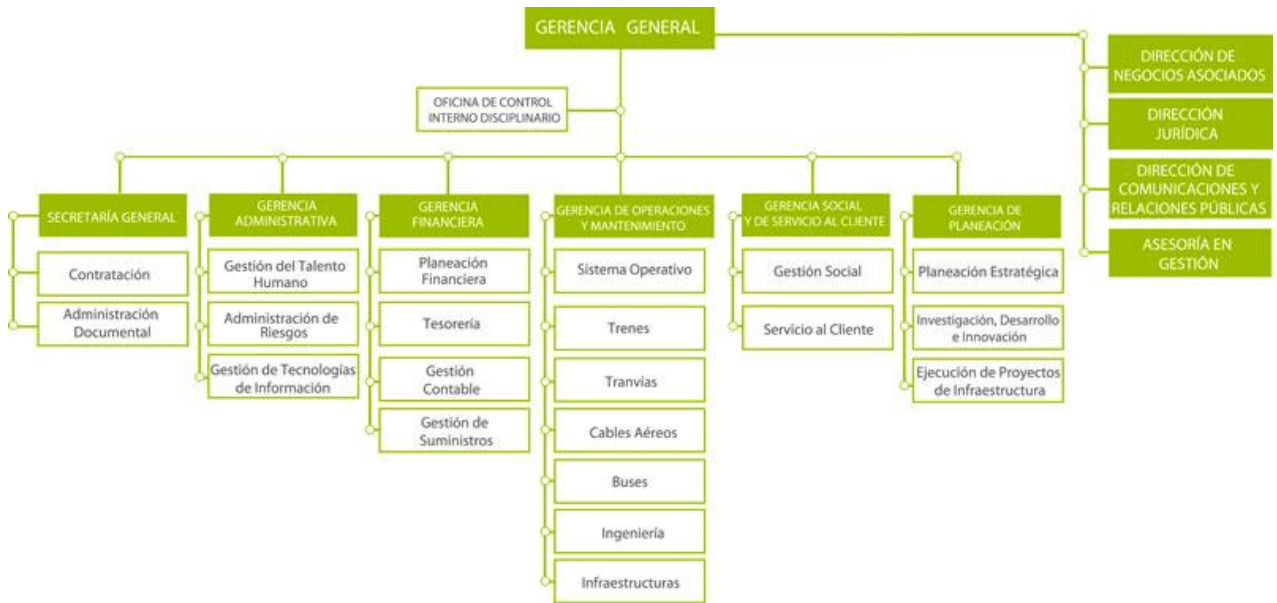 GERENCIA GENERAL
DIRECCIÓN DE
NEGOCIOS ASOCIADOS
DIRECCIÓN
JURÍDICA
DIRECCIÓN DE
COMUNICACIONES Y
RELACIONES PÚBLICAS
ASESORÍA EN
GESTIÓN
OFICINA DE CONTROL
INTERNO DISCIPLINARIO
SECRETARÍA GENERAL
Contratación
Administración
Documental
GERENCIA
ADMINISTRATIVA
Gestión del Talento
Humano
Administración de
Riesgos
Gestión de Tecnologías
de Información
GERENCIA
FINANCIERA
Planeación
Financiera
Tesorería
Gestión
Contable
Gestión de
Suministros
GERENCIA DE OPERACIONES
Y MANTENIMIENTO
Sistema Operativo
Trenes
Tranvías
Cables Aéreos
Buses
Ingeniería
Infraestructuras
GERENCIA SOCIAL
Y DE SERVICIO AL CLIENTE
Gestión Social
Servicio al Cliente
GERENCIA DE
PLANEACIÓN
Planeación Estratégica
Investigación, Desarrollo
e Innovación
Ejecución de Proyectos
de Infraestructura